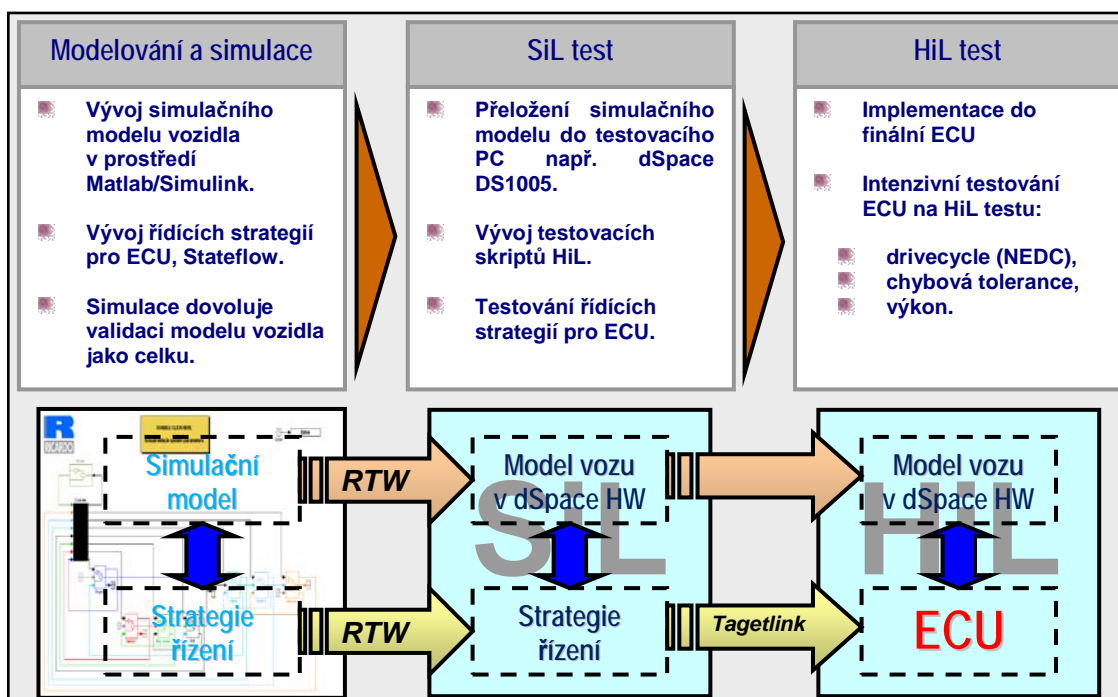 Modelování a simulace
Vývoj simulačního
modelu vozidla
v prostředí
Matlab/Simulink.
Vývoj řídících strategií
pro ECU, Stateflow.
Simulace dovoluje
validaci modelu vozidla
jako celku.
SiL test
Přeložení simulačního
modelu do testovacího
PC např. dSpace
DS1005.
Vývoj testovacích
skriptů HiL.
Testování řídících
strategií pro ECU.
HiL test
Implementace do
finální ECU
Intenzivní testování
ECU na HiL testu:
drivecycle (NEDC),
chybová tolerance,
výkon.
R
RICARDO
Simulační
model
RTW
SiL
Model vozu
v dSpace HW
HiL
Model vozu
v dSpace HW
Strategie
řízení
RTW
Strategie
řízení
Tagetlink
ECU